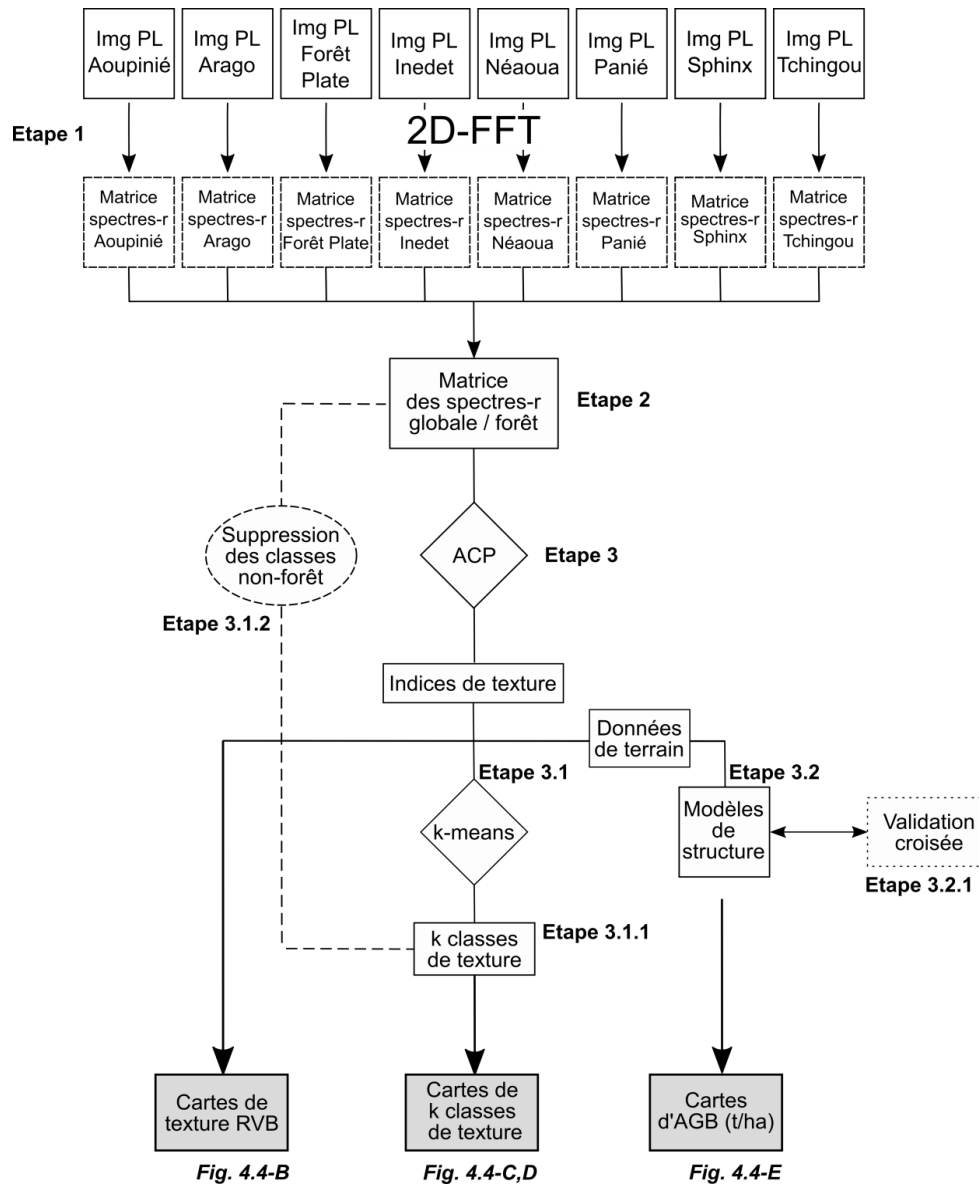 Img PL
Aoupinié
Img PL
Arago
Img PL
Forêt
Plate
Img PL
Inedet
Img PL
Néaoua
Img PL
Panié
Img PL
Sphinx
Img PL
Tchingou
Etape 1
2D-FFT
Matrice
spectres-r
Aoupinié
Matrice
spectres-r
Arago
Matrice
spectres-r
Forêt Plate
Matrice
spectres-r
Inedet
Matrice
spectres-r
Néaoua
Matrice
spectres-r
Panié
Matrice
spectres-r
Sphinx
Matrice
spectres-r
Tchingou
Matrice
des spectres-r
globale / forêt
Etape 2
Suppression
des classes
non-forêt
Etape 3.1.2
ACP
Etape 3
Indices de texture
Données
de terrain
Etape 3.1
Etape 3.2
k-means
Modèles
de
structure
Validation
croisée
Etape 3.2.1
Etape 3.1.1
k classes
de texture
Cartes de
texture RVB
Cartes de
k classes
de texture
Cartes
d'AGB (t/ha)
Fig. 4.4-B
Fig. 4.4-C,D
Fig. 4.4-E